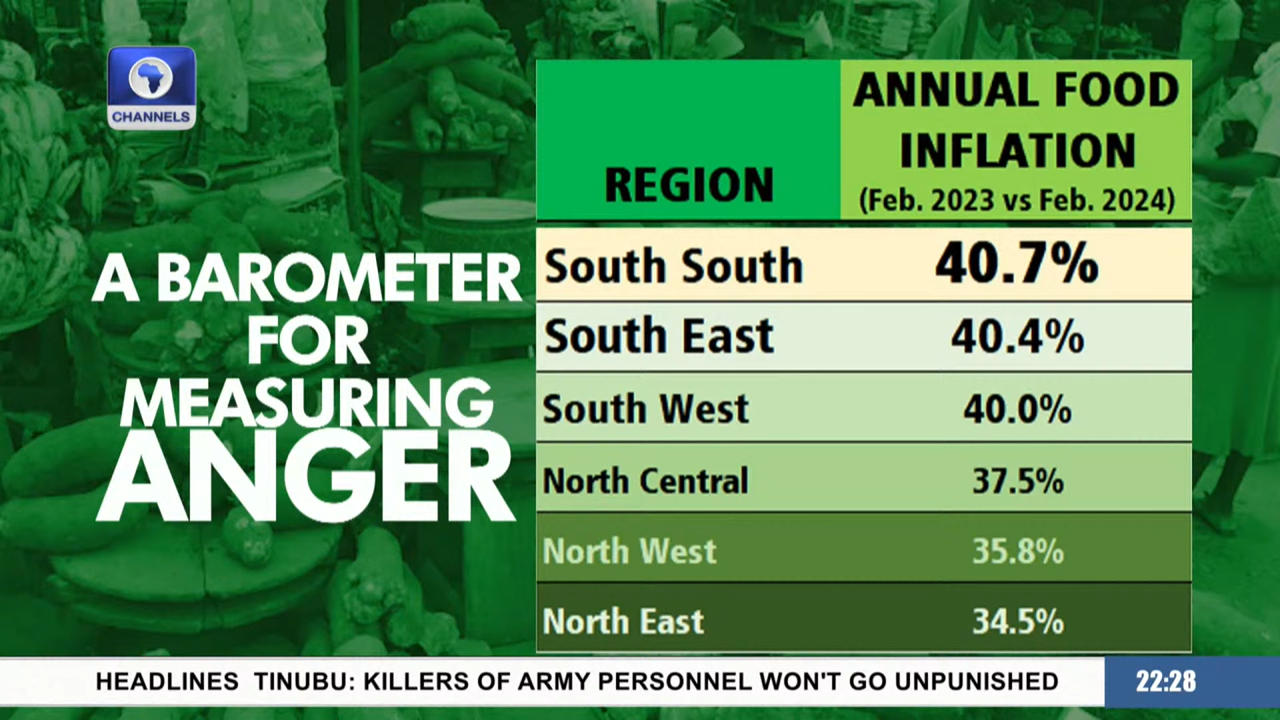 CHANNELS
A BAROMETER
FOR
MEASURING
ANGER
REGION
ANNUAL FOOD
INFLATION
(Feb. 2023 vs Feb. 2024)
South South 40.7%
South East 40.4%
South West 40.0%
North Central 37.5%
North West 35.8%
North East 34.5%
HEADLINES TINUBU: KILLERS OF ARMY PERSONNEL WON'T GO UNPUNISHED
22:28